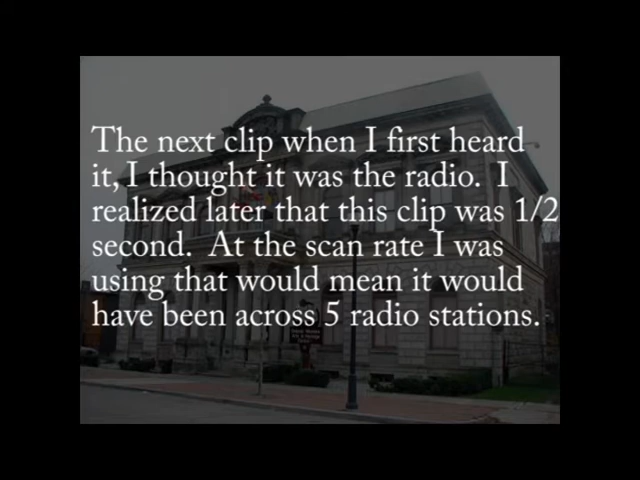 The next clip when I first heard
it, I thought it was the radio.  I
realized later that this clip was 1/2
second.  At the scan rate I was
using that would mean it would
have been across 5 radio stations.